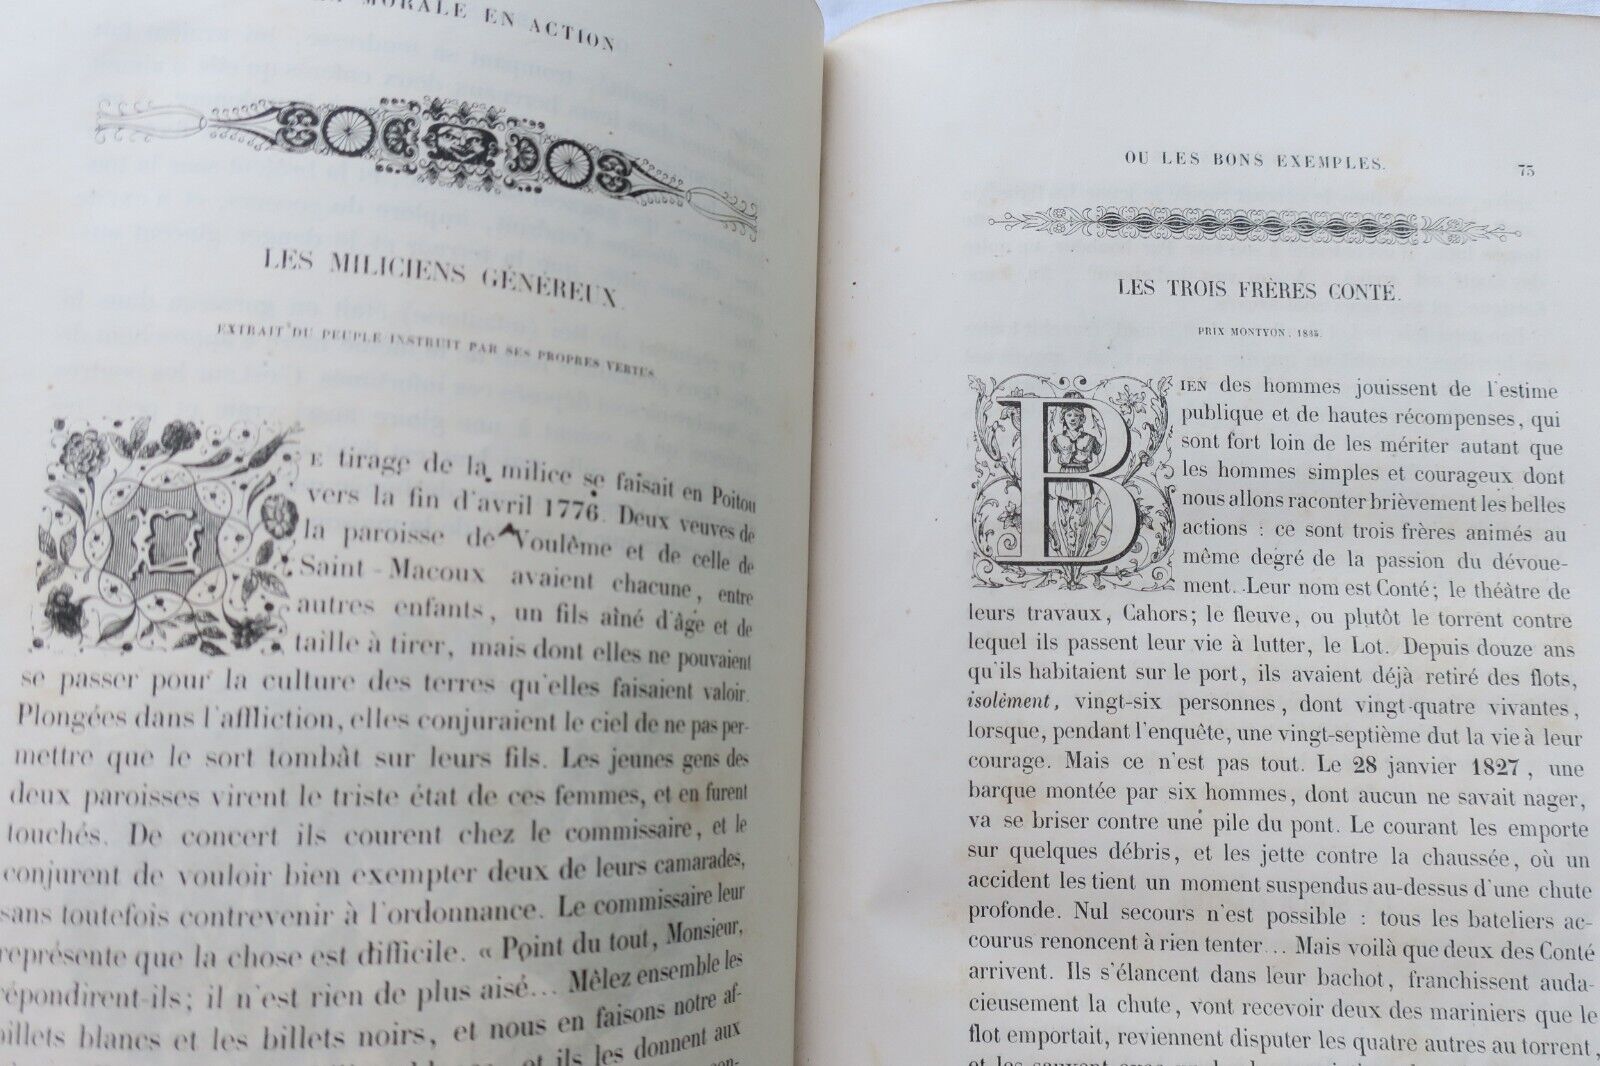 MORALE EN ACTION
LES MILICIENS GÉNÉREUX.
EXTRAIT DU PEUPLE INSTRUIT PAR SES PROPRES VERTUS.
LE tirage de la milice se faisait en Poitou
vers la fin d'avril 1776. Deux veuves de
la paroisse de Voulême et de celle de
Saint-Macoux avaient chacune, entre
autres enfants, un fils aîné d'âge et de
taille à tirer, mais dont elles ne pouvaient
se passer pour la culture des terres qu'elles faisaient valoir.
Plongées dans l'affliction, elles conjuraient le ciel de ne pas per-
mettre que le sort tombât sur leurs fils. Les jeunes gens des
deux paroisses virent le triste état de ces femmes, et en furent
touchés. De concert ils courent chez le commissaire, et le
conjurent de vouloir bien exempter deux de leurs camarades,
sans toutefois contrevenir à l'ordonnance. Le commissaire leur
représente que la chose est difficile. « Point du tout, Monsieur,
répondirent-ils; il n'est rien de plus aisé... Mêlez ensemble les
billets blancs et les billets noirs, et nous en faisons notre af-
et ils les donnent aux
OU LES BONS EXEMPLES. 75
LES TROIS FRÈRES CONTÉ.
PRIX MONTYON, 1835.
BIEN des hommes jouissent de l'estime
publique et de hautes récompenses, qui
sont fort loin de les mériter autant que
les hommes simples et courageux dont
nous allons raconter brièvement les belles
actions : ce sont trois frères animés au
même degré de la passion du dévoue-
ment. Leur nom est Conté; le théâtre de
leurs travaux, Cahors; le fleuve, ou plutôt le torrent contre
lequel ils passent leur vie à lutter, le Lot. Depuis douze ans
qu'ils habitaient sur le port, ils avaient déjà retiré des flots,
isolément, vingt-six personnes, dont vingt-quatre vivantes,
lorsque, pendant l'enquête, une vingt-septième dut la vie à leur
courage. Mais ce n'est pas tout. Le 28 janvier 1827, une
barque montée par six hommes, dont aucun ne savait nager,
va se briser contre une pile du pont. Le courant les emporte
sur quelques débris, et les jette contre la chaussée, où un
accident les tient un moment suspendus au-dessus d'une chute
profonde. Nul secours n'est possible : tous les bateliers ac-
courus renoncent à rien tenter... Mais voilà que deux des Conté
arrivent. Ils s'élancent dans leur bachot, franchissent auda-
cieusement la chute, vont recevoir deux des mariniers que le
flot emportait, reviennent disputer les quatre autres au torrent,